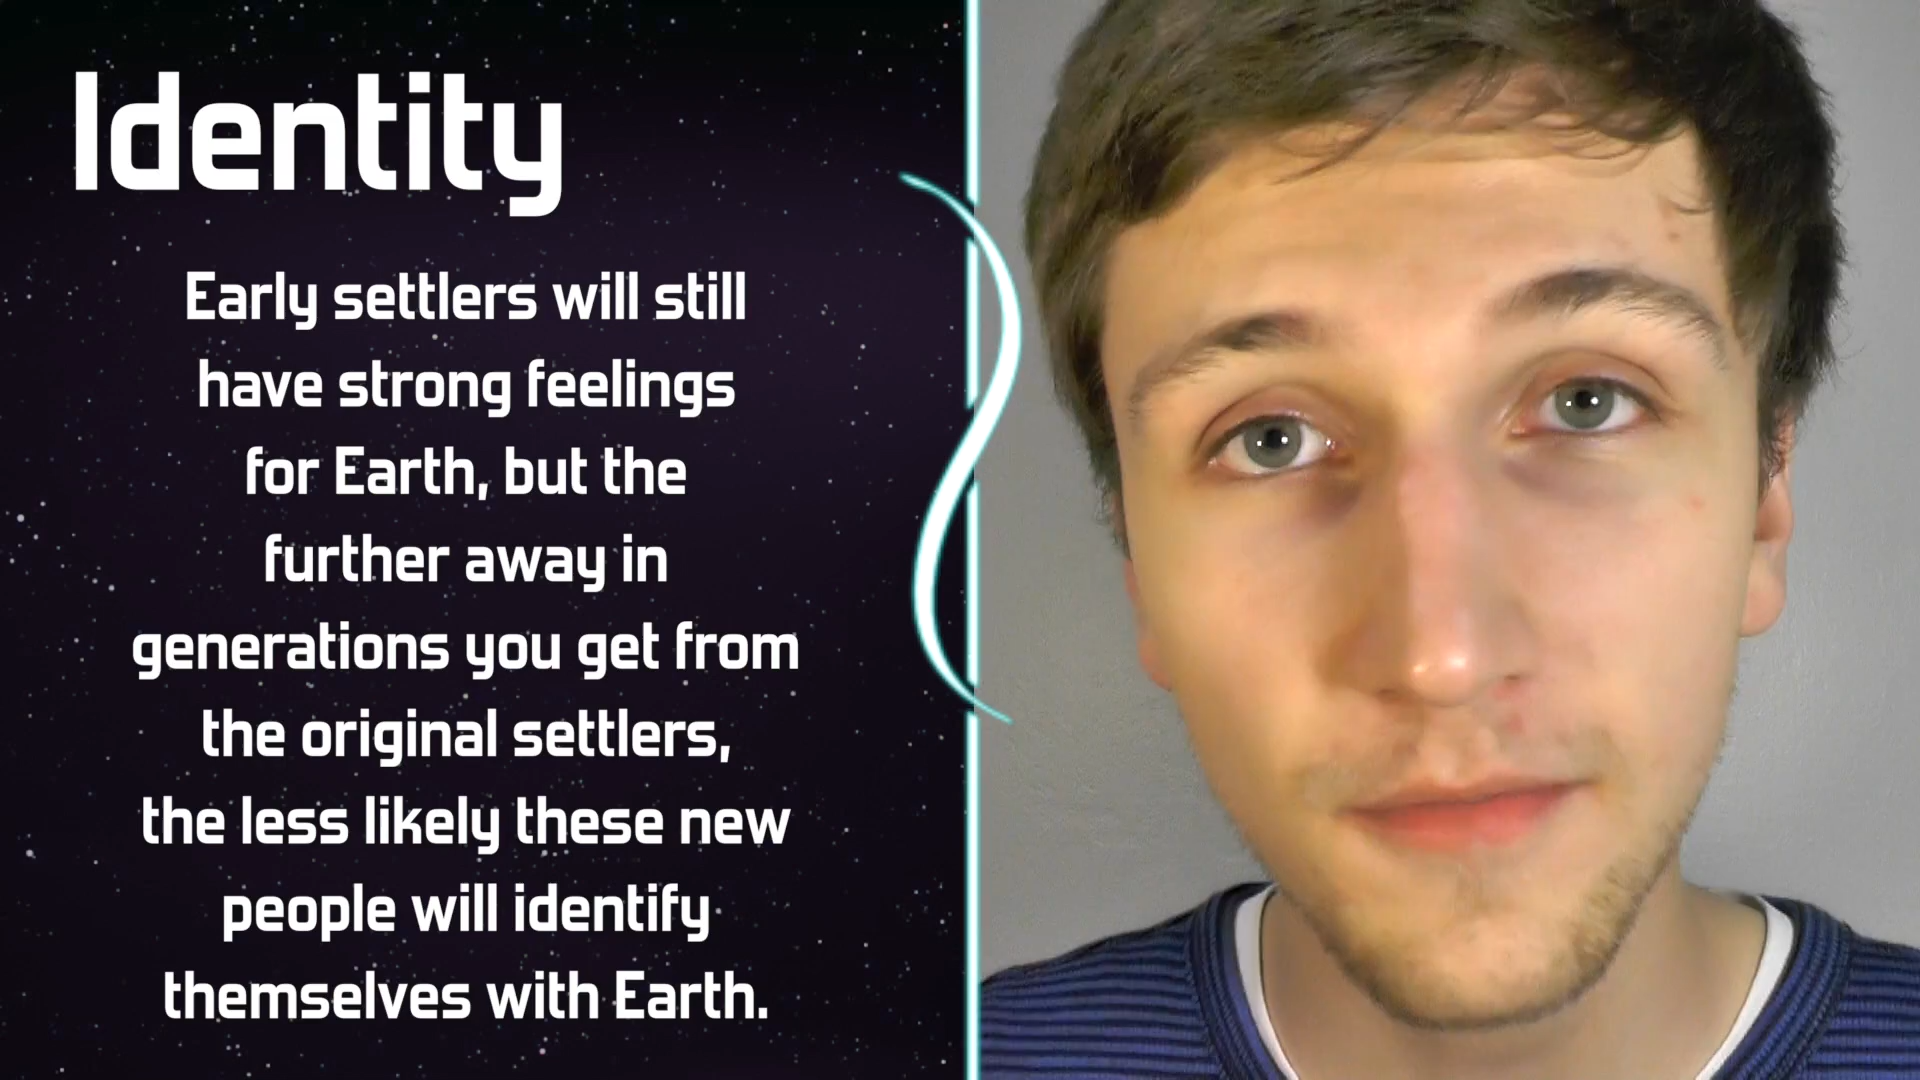 Identity
Early settlers will still
have strong feelings
for Earth, but the
further away in
generations you get from
the original settlers,
the less likely these new
people will identify
themselves with Earth.